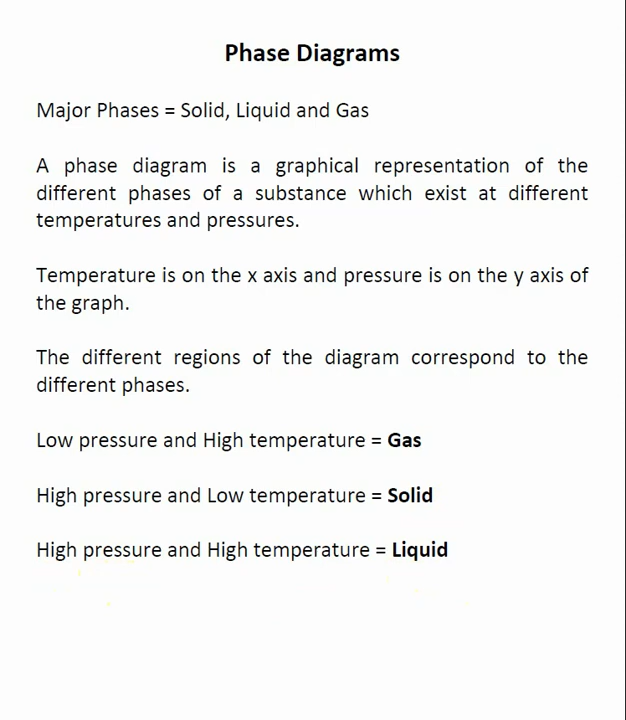 Phase Diagrams
Major Phases = Solid, Liquid and Gas
A phase diagram is a graphical representation of the
different phases of a substance which exist at different
temperatures and pressures.
Temperature is on the x axis and pressure is on the y axis of
the graph.
The different regions of the diagram correspond to the
different phases.
Low pressure and High temperature = Gas
High pressure and Low temperature = Solid
High pressure and High temperature = Liquid